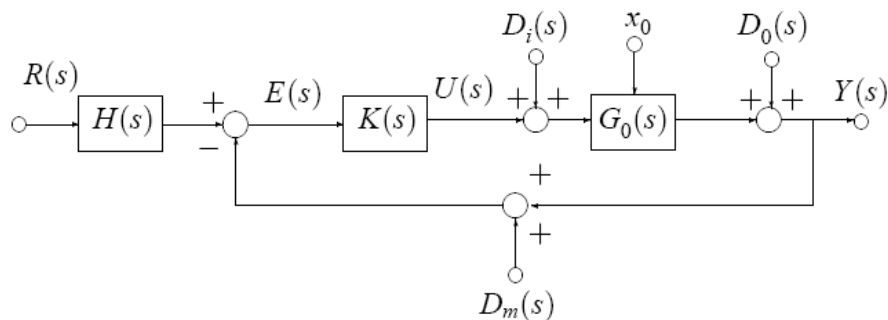 D_i(s)
x_0
D_0(s)
R(s)
E(s)
U(s)
Y(s)
+
+ +
+ +
H(s)
K(s)
G_0(s)
−
+
+
D_m(s)